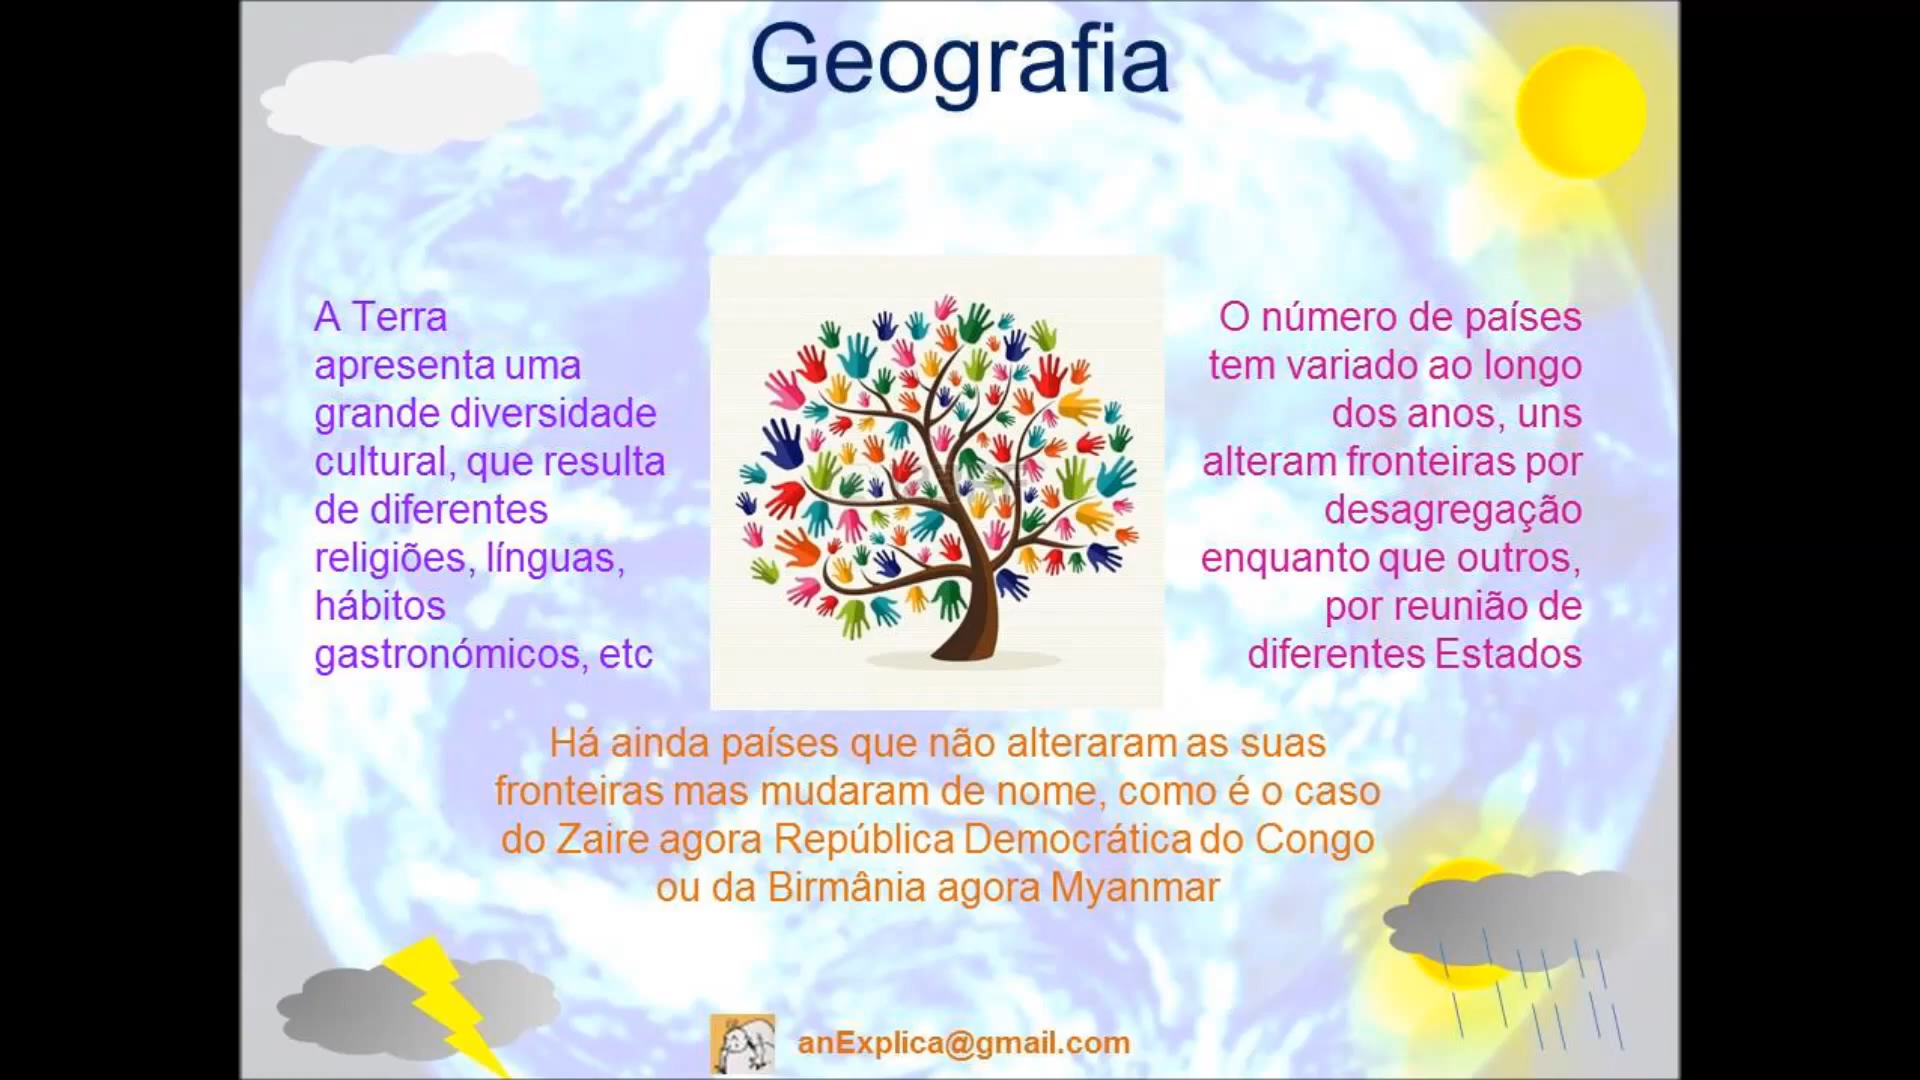 Geografia
A Terra
apresenta uma
grande diversidade
cultural, que resulta
de diferentes
religiões, línguas,
hábitos
gastronómicos, etc
O número de países
tem variado ao longo
dos anos, uns
alteram fronteiras por
desagregação
enquanto que outros,
por reunião de
diferentes Estados
Há ainda países que não alteraram as suas
fronteiras mas mudaram de nome, como é o caso
do Zaire agora República Democrática do Congo
ou da Birmânia agora Myanmar
anExplica@gmail.com